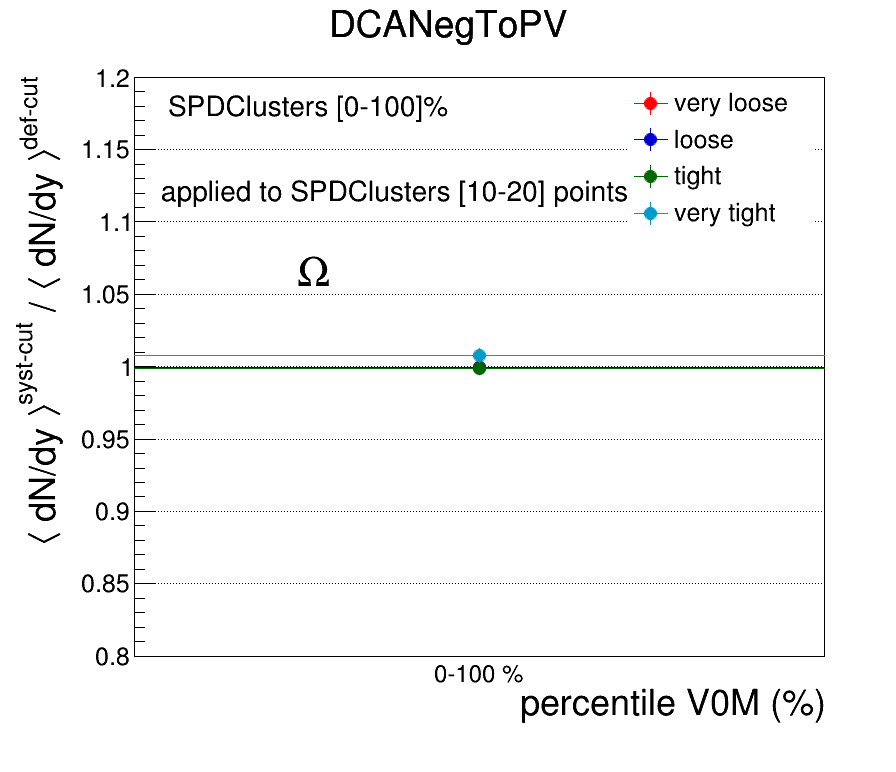 DCANegToPV
⟨ dN/dy ⟩^syst-cut / ⟨ dN/dy ⟩^def-cut
1.2
1.15
1.1
1.05
1
0.95
0.9
0.85
0.8
SPDClusters [0-100]%
applied to SPDClusters [10-20] points
Ω
very loose
loose
tight
very tight
0-100 %
percentile V0M (%)